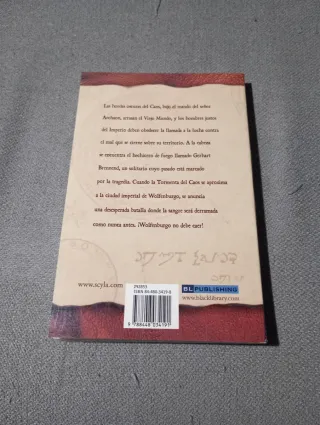 Las hordas oscuras del Caos, bajo el mando del señor
Archaon, arrasan el Viejo Mundo, y los hombres justos
del Imperio deben obedecer la llamada a la lucha contra
el mal que se cierne sobre su territorio. A la cabeza
se encuentra el hechicero de fuego llamado Gerhart
Brennend, un solitario cuyo pasado está marcado
por la tragedia. Cuando la Tormenta del Caos se aproxima
a la ciudad imperial de Wolfenburgo, se anuncia
una desesperada batalla donde la sangre será derramada
como nunca antes. ¡Wolfenburgo no debe caer!
www.scyla.com
BL PUBLISHING
www.blacklibrary.com